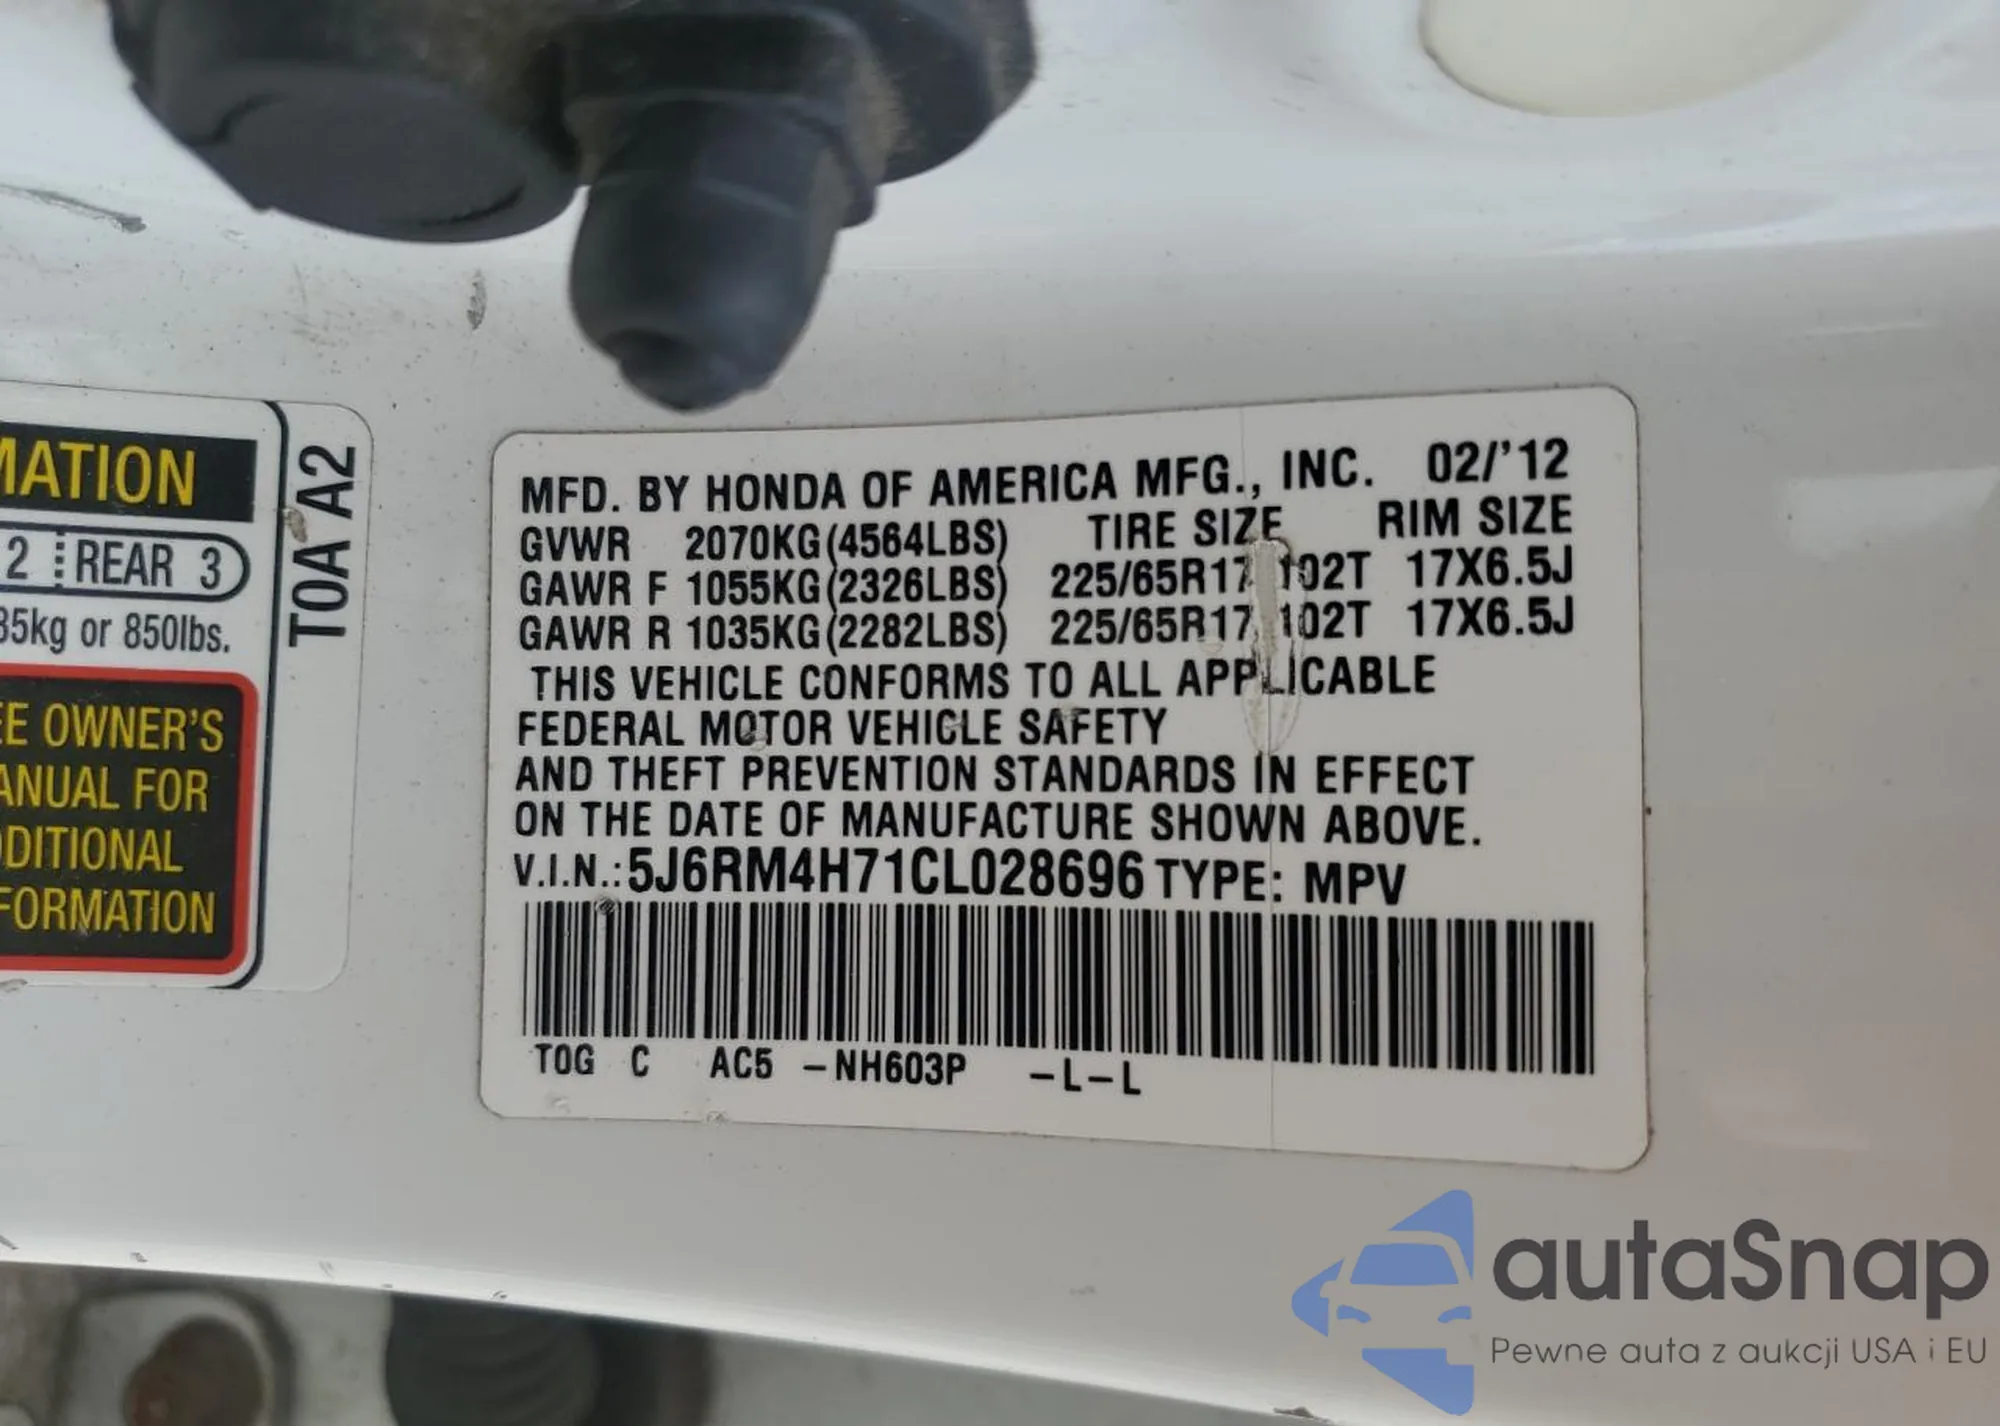 MATION
2 REAR 3
35kg or 850lbs.
OWNER'S
FOR
FORMATION
T0A A2
MFD. BY HONDA OF AMERICA MFG., INC. 02/'12
GVWR 2070KG(4564LBS) TIRE SIZE RIM SIZE
GAWR F 1055KG(2326LBS) 225/65R17 102T 17X6.5J
GAWR R 1035KG(2282LBS) 225/65R17 102T 17X6.5J
THIS VEHICLE CONFORMS TO ALL APPLICABLE
FEDERAL MOTOR VEHICLE SAFETY
AND THEFT PREVENTION STANDARDS IN EFFECT
ON THE DATE OF MANUFACTURE SHOWN ABOVE.
V.I.N.: 5J6RM4H71CL028696 TYPE: MPV
T0G C AC5 -NH603P -L-L
autaSnap
Pewne auta z aukcji USA i EU